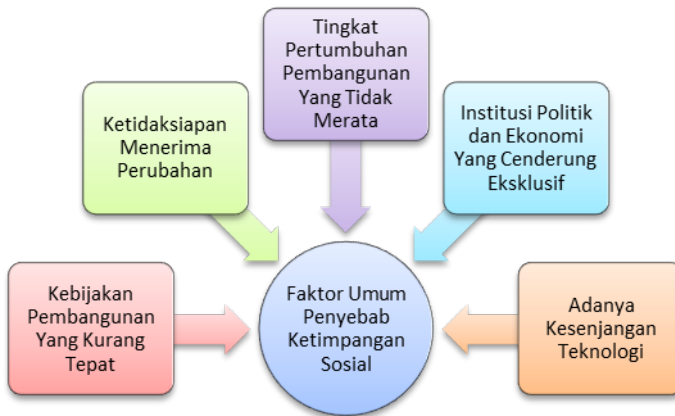 Tingkat
Pertumbuhan
Pembangunan
Yang Tidak
Merata
Ketidaksiapan
Menerima
Perubahan
Institusi Politik
dan Ekonomi
Yang Cenderung
Eksklusif
Kebijakan
Pembangunan
Yang Kurang
Tepat
Faktor Umum
Penyebab
Ketimpangan
Sosial
Adanya
Kesenjangan
Teknologi